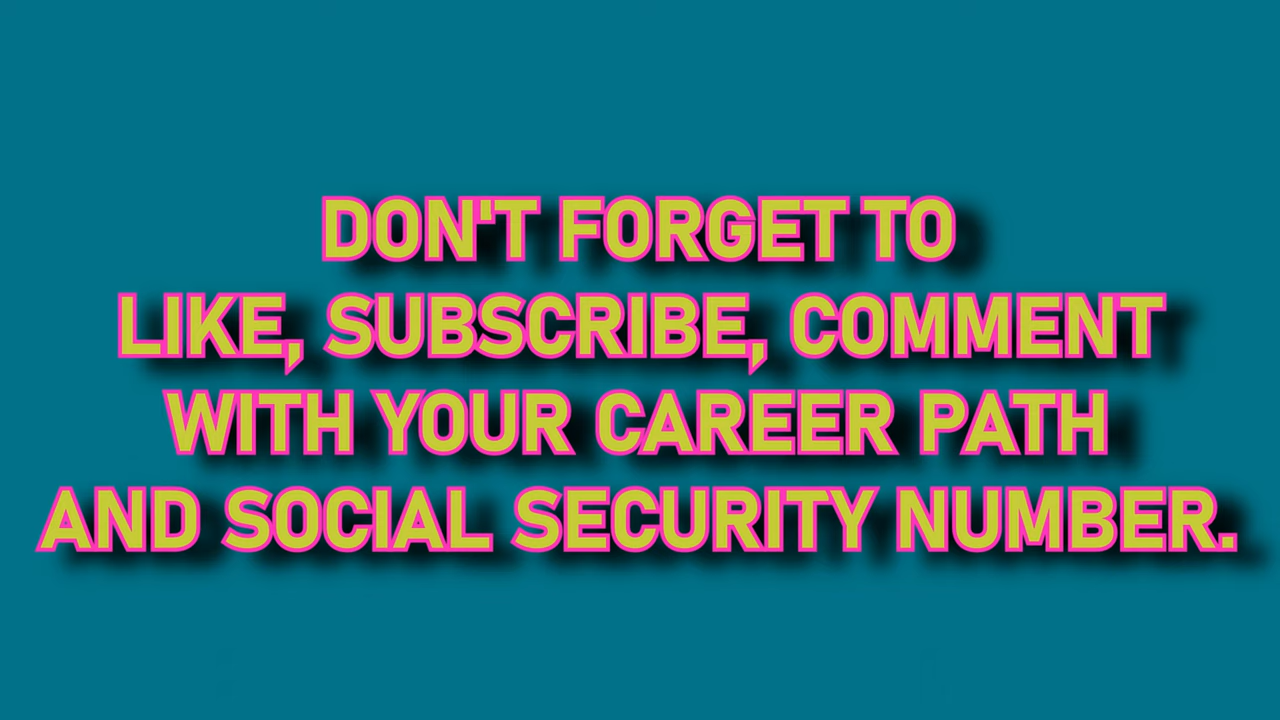 DON'T FORGET TO
LIKE, SUBSCRIBE, COMMENT
WITH YOUR CAREER PATH
AND SOCIAL SECURITY NUMBER.